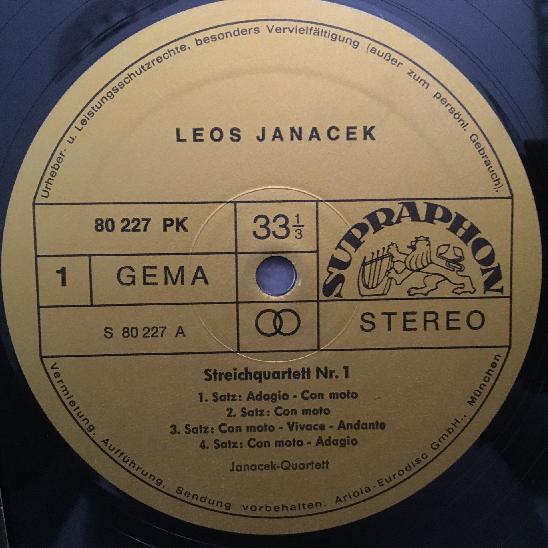 Urheber- u. Leistungsschutzrechte, besonders Vervielfältigung (außer zum persönl. Gebrauch).
LEOS JANACEK
80 227 PK
33 1/3
SUPRAPHON
1
GEMA
S 80 227 A
STEREO
Streichquartett Nr. 1
1. Satz: Adagio - Con moto
2. Satz: Con moto
3. Satz: Con moto - Vivace - Andante
4. Satz: Con moto - Adagio
Janacek-Quartett
Vermietung, Aufführung, Sendung vorbehalten. Ariola-Eurodisc GmbH., München